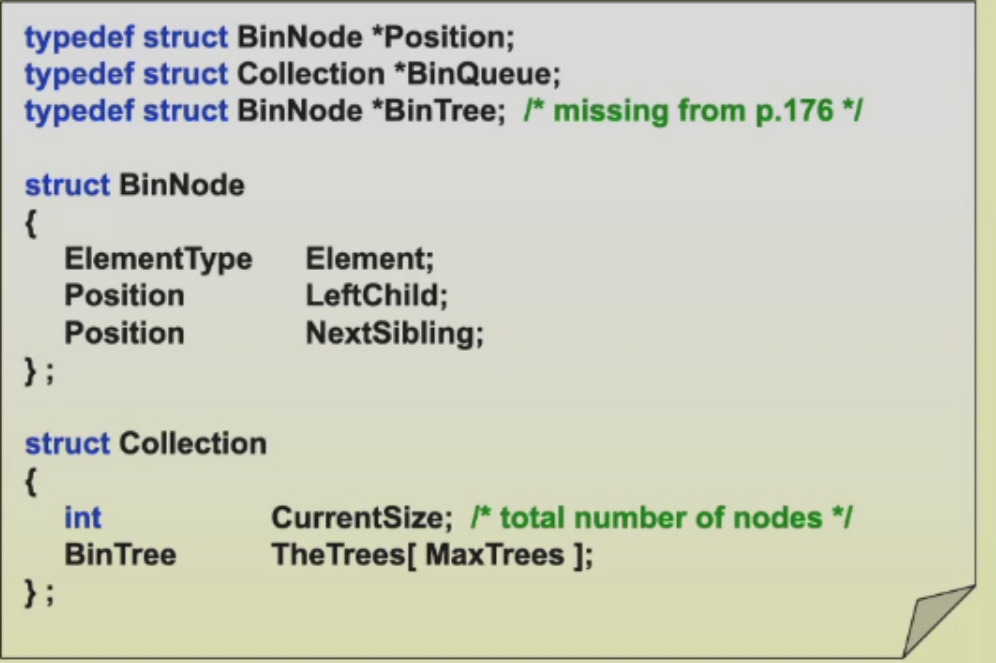 typedef struct BinNode *Position;
typedef struct Collection *BinQueue;
typedef struct BinNode *BinTree; /* missing from p.176 */
struct BinNode
{
ElementType Element;
Position LeftChild;
Position NextSibling;
} ;
struct Collection
{
int CurrentSize; /* total number of nodes */
BinTree TheTrees[ MaxTrees ];
} ;